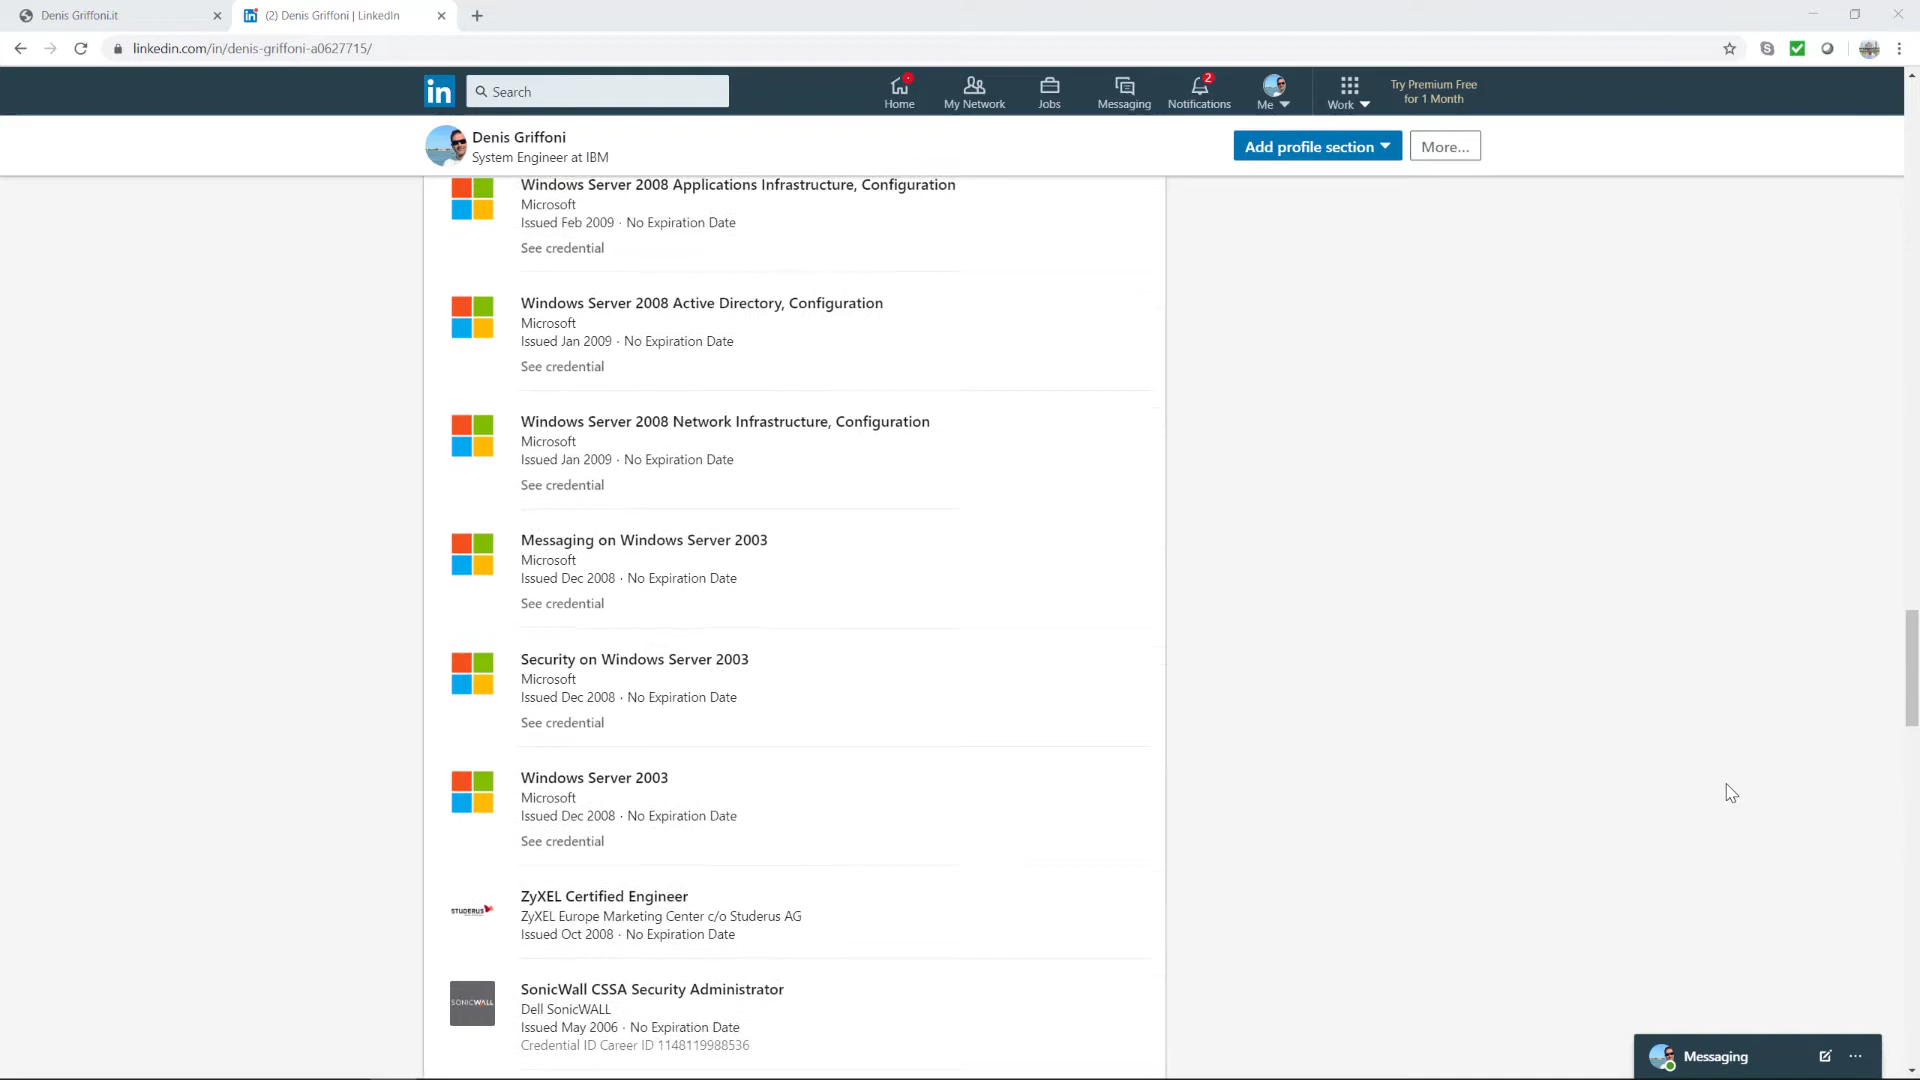 Denis Griffoni.it
(2) Denis Griffoni | LinkedIn
linkedin.com/in/denis-griffoni-a0627715/
in
Search
Home
My Network
Jobs
Messaging
2
Notifications
Me
Work
Try Premium Free
for 1 Month
Denis Griffoni
System Engineer at IBM
Add profile section
More...
Windows Server 2008 Applications Infrastructure, Configuration
Microsoft
Issued Feb 2009 · No Expiration Date
See credential
Windows Server 2008 Active Directory, Configuration
Microsoft
Issued Jan 2009 · No Expiration Date
See credential
Windows Server 2008 Network Infrastructure, Configuration
Microsoft
Issued Jan 2009 · No Expiration Date
See credential
Messaging on Windows Server 2003
Microsoft
Issued Dec 2008 · No Expiration Date
See credential
Security on Windows Server 2003
Microsoft
Issued Dec 2008 · No Expiration Date
See credential
Windows Server 2003
Microsoft
Issued Dec 2008 · No Expiration Date
See credential
STUDERUS
ZyXEL Certified Engineer
ZyXEL Europe Marketing Center c/o Studerus AG
Issued Oct 2008 · No Expiration Date
SONICWALL
SonicWall CSSA Security Administrator
Dell SonicWALL
Issued May 2006 · No Expiration Date
Credential ID Career ID 1148119988536
Messaging